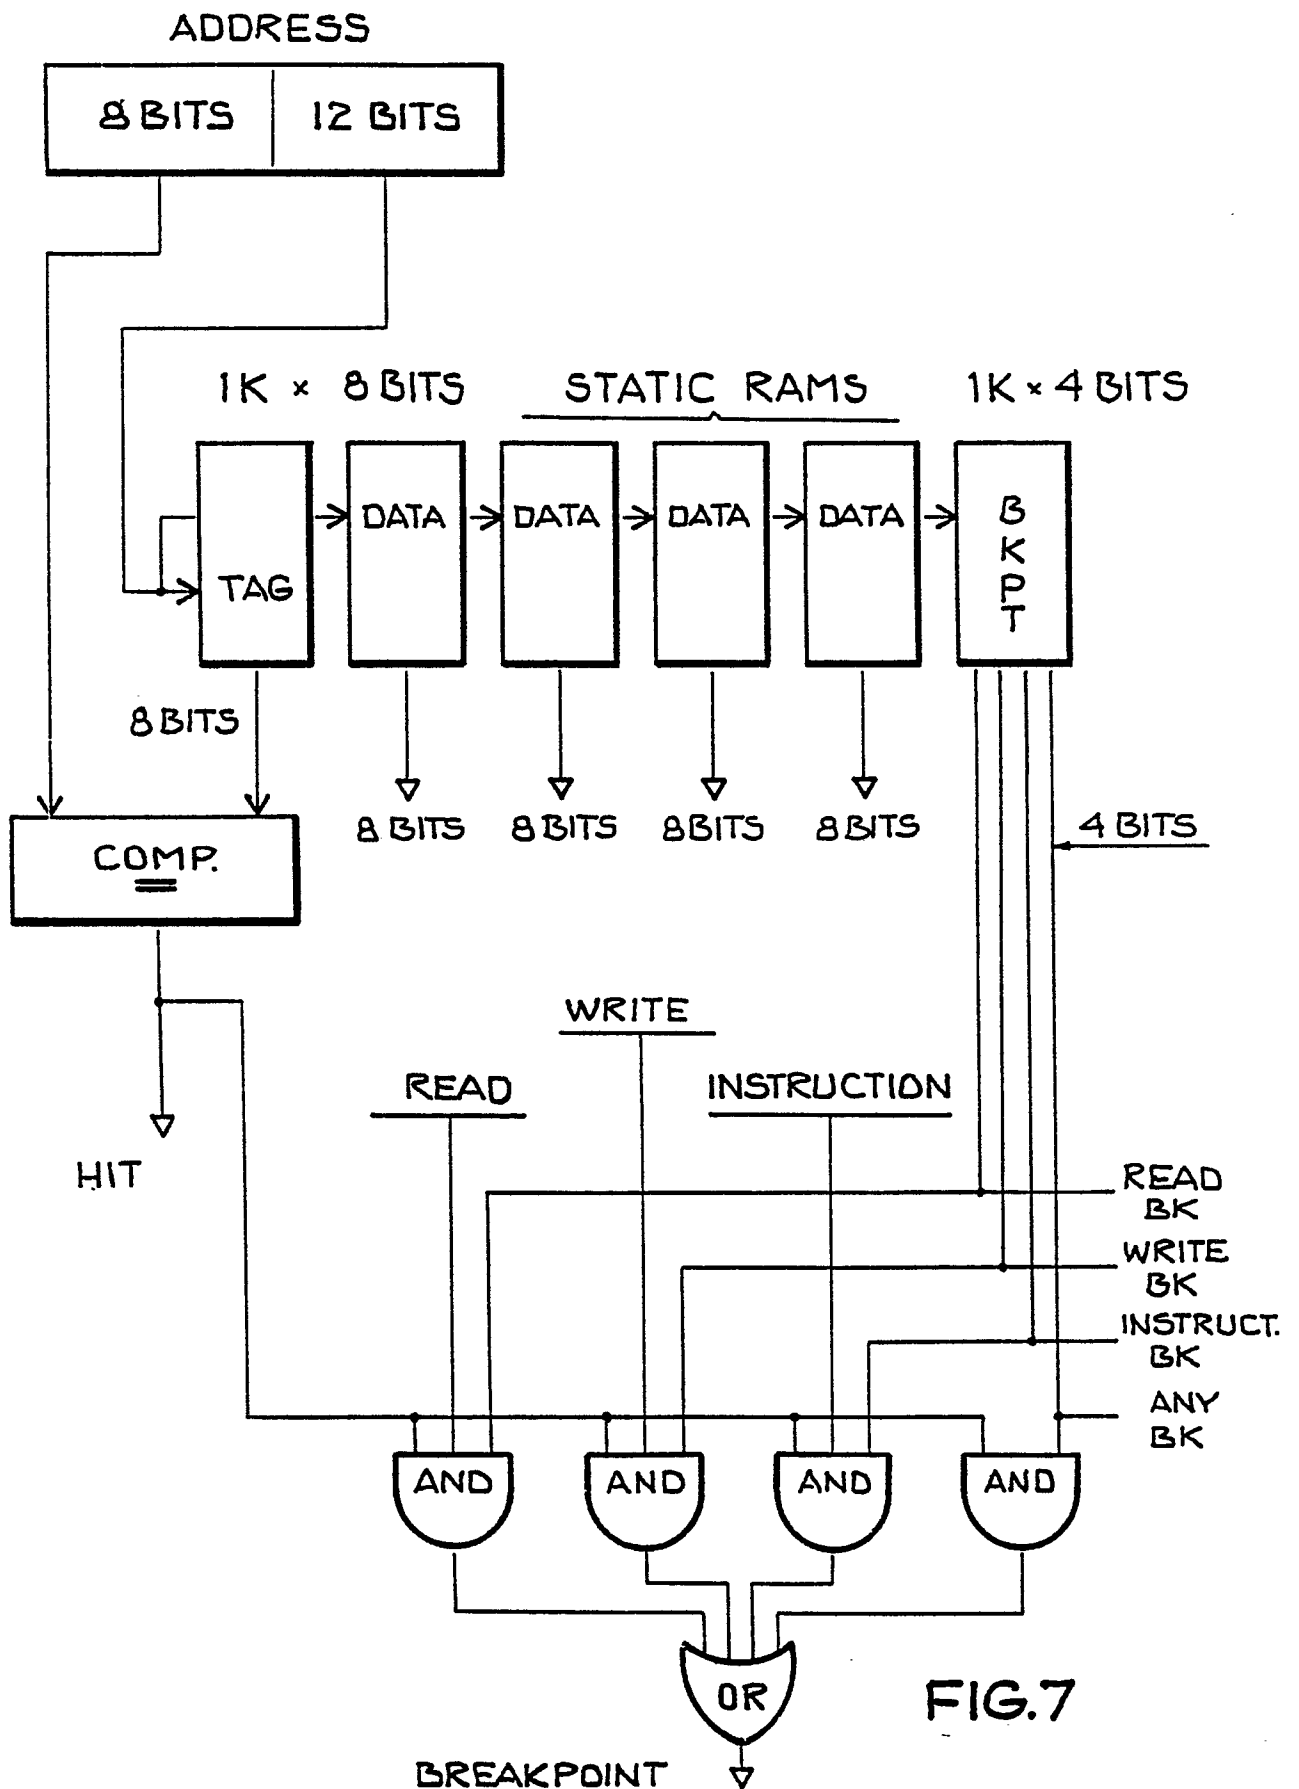 ADDRESS
8 BITS 12 BITS
1K × 8 BITS STATIC RAMS 1K × 4 BITS
TAG DATA DATA DATA DATA BKPT
8 BITS
8 BITS 8 BITS 8 BITS 8 BITS
4 BITS
COMP.
=
WRITE
READ INSTRUCTION
HIT
READ
BK
WRITE
BK
INSTRUCT.
BK
ANY
BK
AND AND AND AND
OR
FIG.7
BREAKPOINT